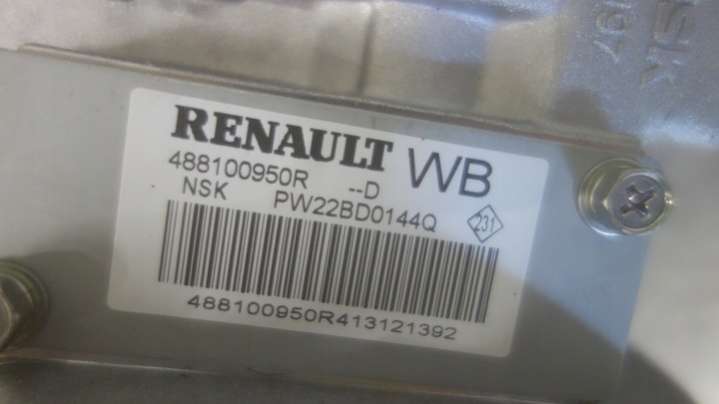 RENAULT WB
488100950R --D
NSK PW22BD0144Q 231
488100950R413121392